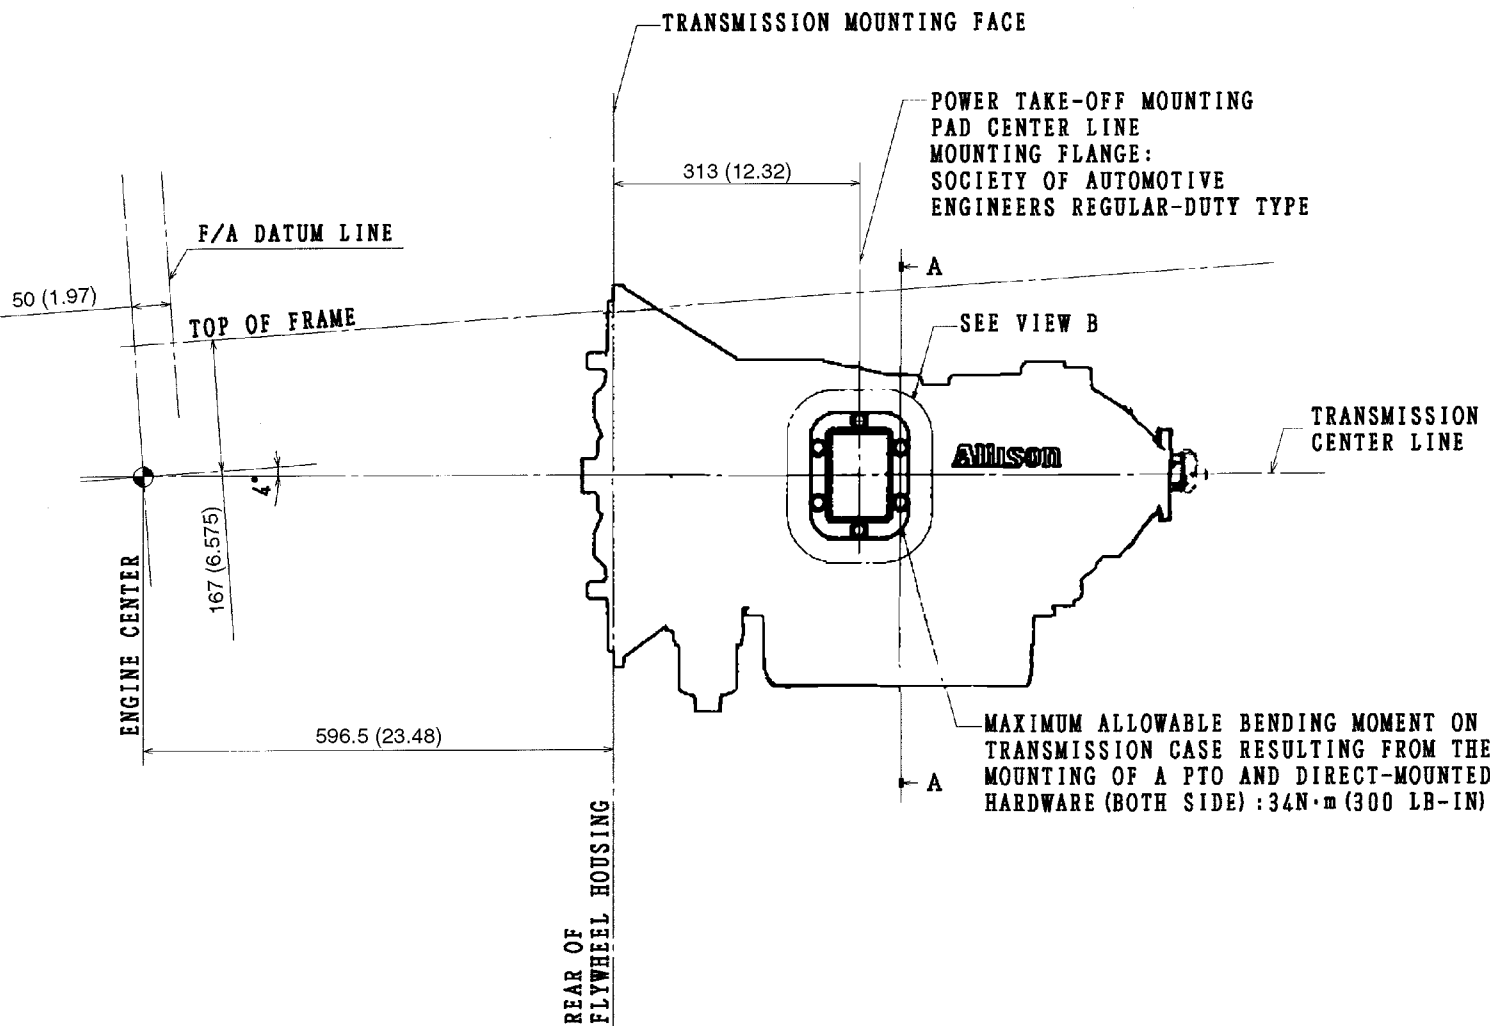 TRANSMISSION MOUNTING FACE
POWER TAKE-OFF MOUNTING
PAD CENTER LINE
MOUNTING FLANGE:
SOCIETY OF AUTOMOTIVE
ENGINEERS REGULAR-DUTY TYPE
313 (12.32)
F/A DATUM LINE
A
50 (1.97)
TOP OF FRAME
SEE VIEW B
TRANSMISSION
CENTER LINE
Allison
4°
167 (6.575)
ENGINE CENTER
596.5 (23.48)
MAXIMUM ALLOWABLE BENDING MOMENT ON
TRANSMISSION CASE RESULTING FROM THE
MOUNTING OF A PTO AND DIRECT-MOUNTED
HARDWARE (BOTH SIDE) : 34N·m (300 LB-IN)
A
REAR OF
FLYWHEEL HOUSING